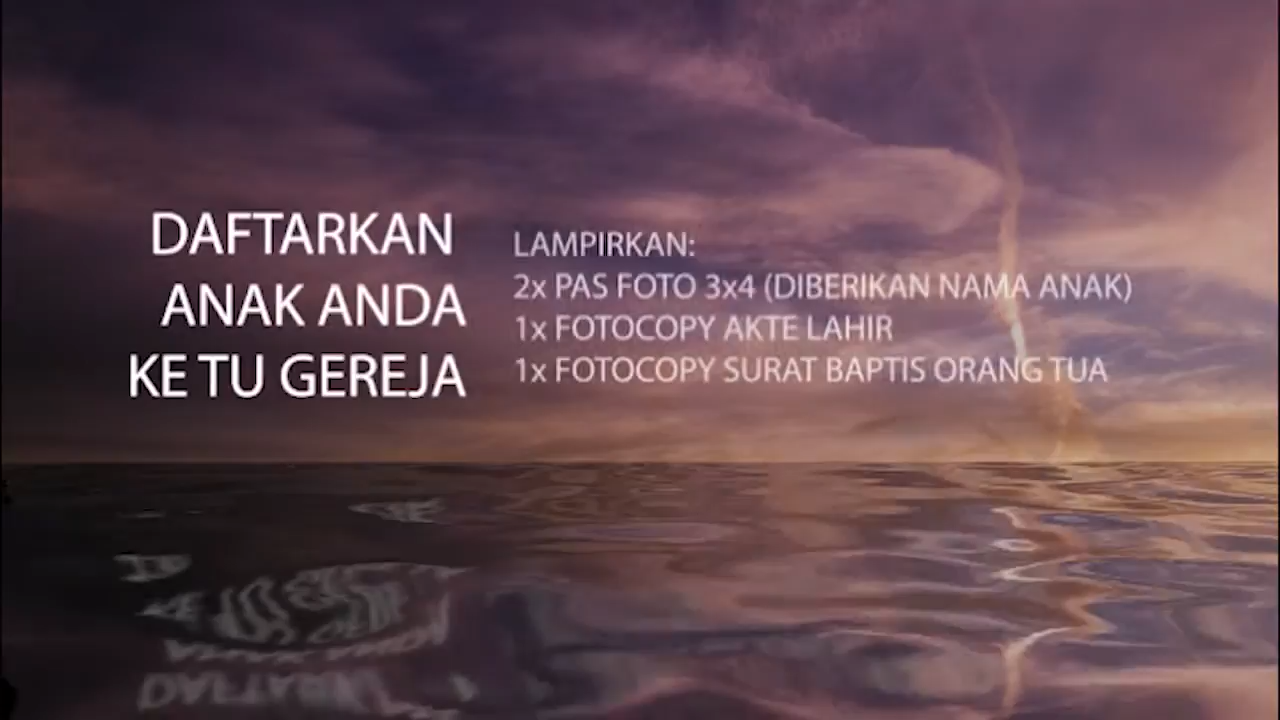 DAFTARKAN
ANAK ANDA
KE TU GEREJA
LAMPIRKAN:
2x PAS FOTO 3x4 (DIBERIKAN NAMA ANAK)
1x FOTOCOPY AKTE LAHIR
1x FOTOCOPY SURAT BAPTIS ORANG TUA